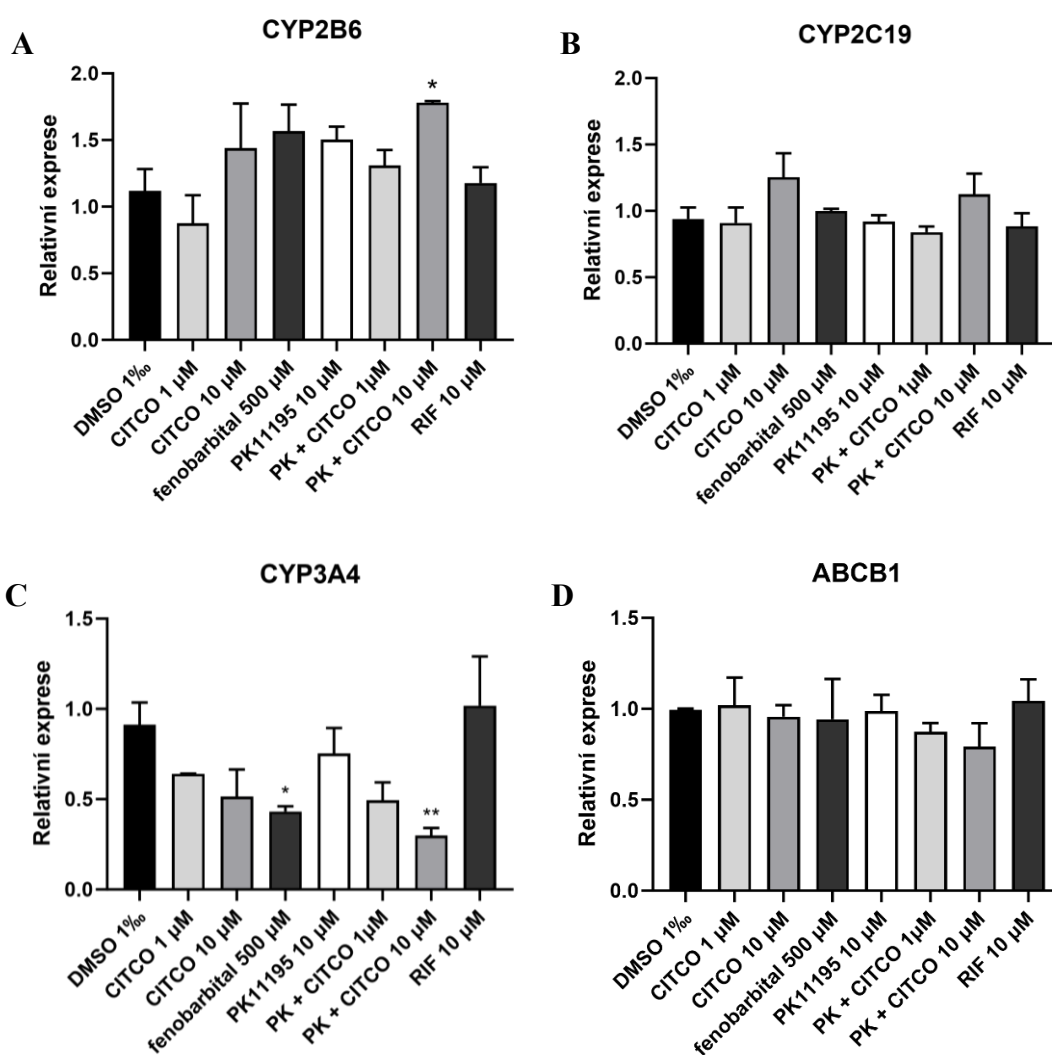 A
CYP2B6
Relativní exprese
2.0
1.5
1.0
0.5
0.0
*
DMSO 1‰
CITCO 1 µM
CITCO 10 µM
fenobarbital 500 µM
PK11195 10 µM
PK + CITCO 1µM
PK + CITCO 10 µM
RIF 10 µM
B
CYP2C19
Relativní exprese
2.0
1.5
1.0
0.5
0.0
DMSO 1‰
CITCO 1 µM
CITCO 10 µM
fenobarbital 500 µM
PK11195 10 µM
PK + CITCO 1µM
PK + CITCO 10 µM
RIF 10 µM
C
CYP3A4
Relativní exprese
1.5
1.0
0.5
0.0
*
**
DMSO 1‰
CITCO 1 µM
CITCO 10 µM
fenobarbital 500 µM
PK11195 10 µM
PK + CITCO 1µM
PK + CITCO 10 µM
RIF 10 µM
D
ABCB1
Relativní exprese
1.5
1.0
0.5
0.0
DMSO 1‰
CITCO 1 µM
CITCO 10 µM
fenobarbital 500 µM
PK11195 10 µM
PK + CITCO 1µM
PK + CITCO 10 µM
RIF 10 µM